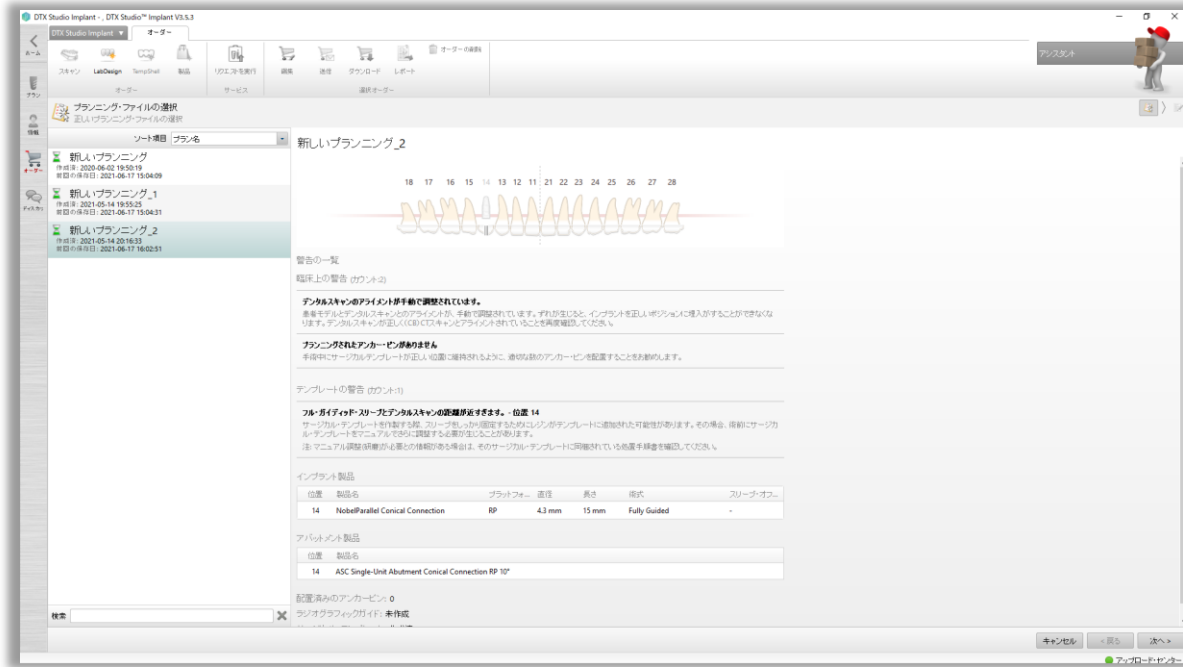 DTX Studio Implant - , DTX Studio™ Implant V3.5.3
DTX Studio Implant ▼ オーダー
ホーム
アシスタント
スキャン LabDesign TempShell 製品 リクエストを実行 編集 送信 ダウンロード レポート オーダーの削除
オーダー サービス 選択オーダー
プラン
情報
オーダー
プランニング・ファイルの選択
正しいプランニング・ファイルの選択
ソート項目 プラン名
新しいプランニング
作成済: 2020-06-02 19:50:19
前回の保存日: 2021-06-17 15:04:09
新しいプランニング_1
作成済: 2021-05-14 19:55:25
前回の保存日: 2021-06-17 15:04:31
新しいプランニング_2
作成済: 2021-05-14 20:16:33
前回の保存日: 2021-06-17 16:02:51
検索
新しいプランニング_2
18 17 16 15 14 13 12 11 21 22 23 24 25 26 27 28
警告の一覧
臨床上の警告 (カウント:2)
デンタルスキャンのアライメントが手動で調整されています。
患者モデルとデンタルスキャンとのアライメントが、手動で調整されています。ずれが生じると、インプラントを正しいポジションに埋入がすることができなくな
ります。デンタルスキャンが正しく(CB)CTスキャンとアライメントされていることを再度確認してください。
プランニングされたアンカー・ピンがありません
手術中にサージカルテンプレートが正しい位置に維持されるように、適切な数のアンカー・ピンを配置することをお勧めします。
テンプレートの警告 (カウント:1)
フル・ガイディッド・スリーブとデンタルスキャンの距離が近すぎます。 - 位置 14
サージカル・テンプレートを作製する際、スリーブをしっかり固定するためにレジンがテンプレートに追加された可能性があります。その場合、術前にサージカ
ル・テンプレートをマニュアルでさらに調整する必要が生じることがあります。
注: マニュアル調整(研磨)が必要との情報がある場合は、そのサージカル・テンプレートに同梱されている処置手順書を確認してください。
インプラント製品
位置 製品名 プラットフォ... 直径 長さ 術式 スリーブ・オフ...
14 NobelParallel Conical Connection RP 4.3 mm 15 mm Fully Guided -
アバットメント製品
位置 製品名
14 ASC Single-Unit Abutment Conical Connection RP 10°
配置済みのアンカーピン: 0
ラジオグラフィックガイド: 未作成
キャンセル < 戻る 次へ >
アップロード・センター